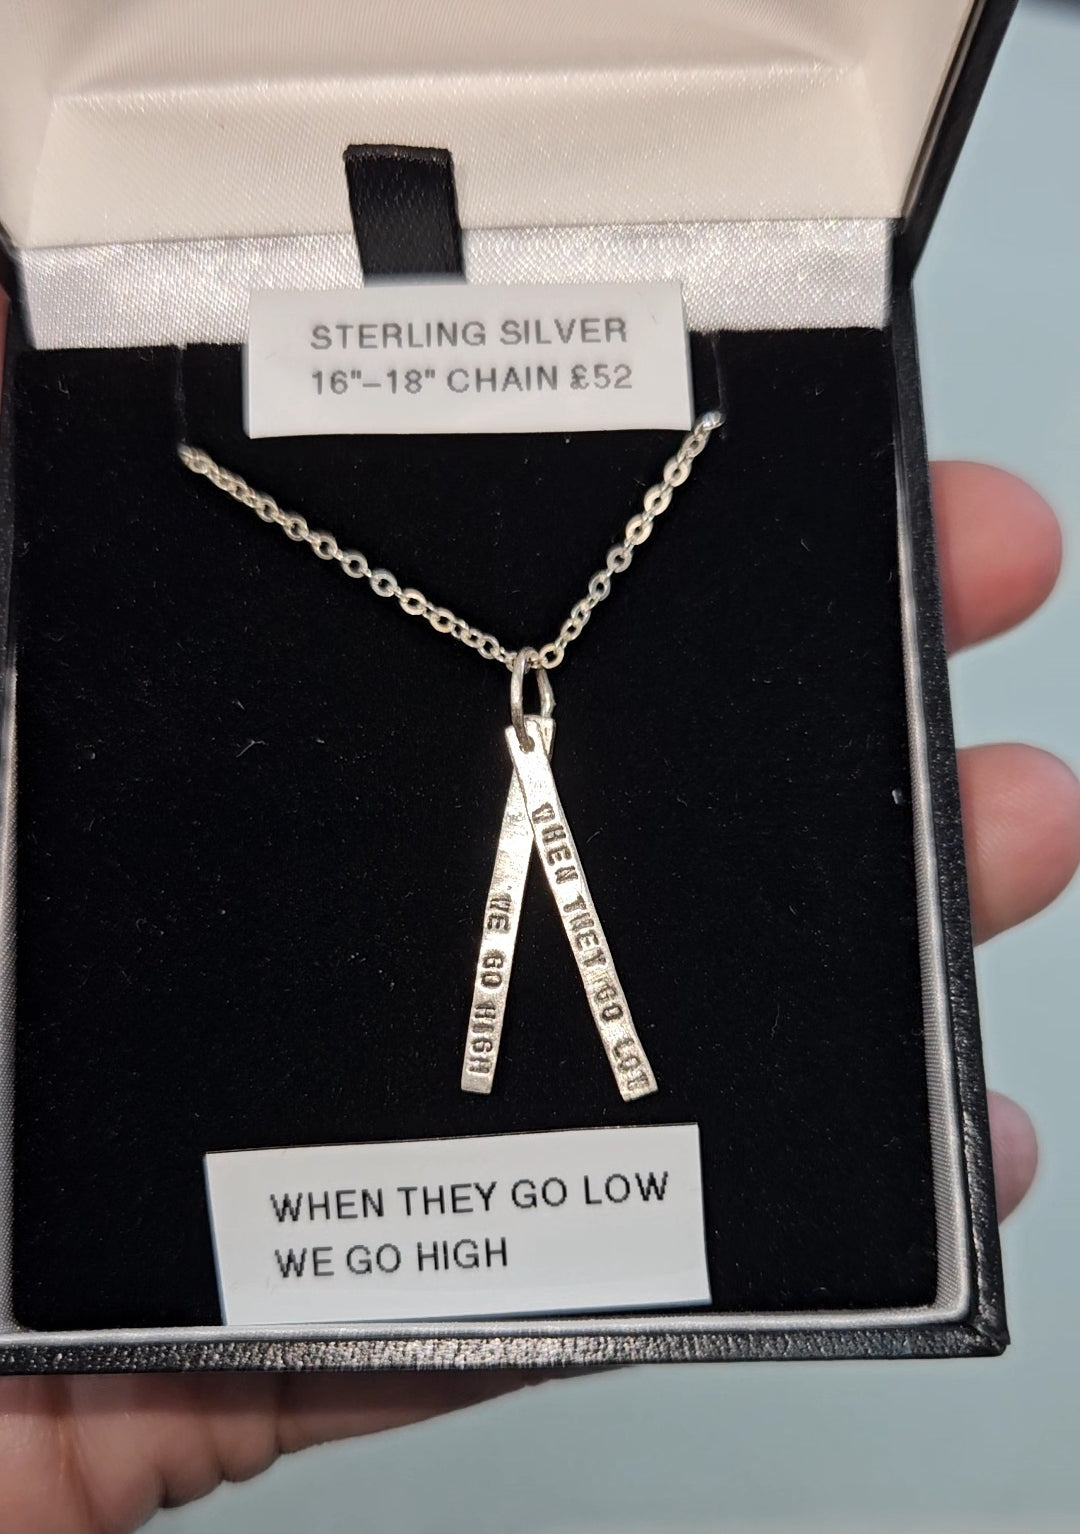 STERLING SILVER
16"–18" CHAIN £52
WHEN THEY GO LOW
WE GO HIGH
WHEN THEY GO LOW
WE GO HIGH